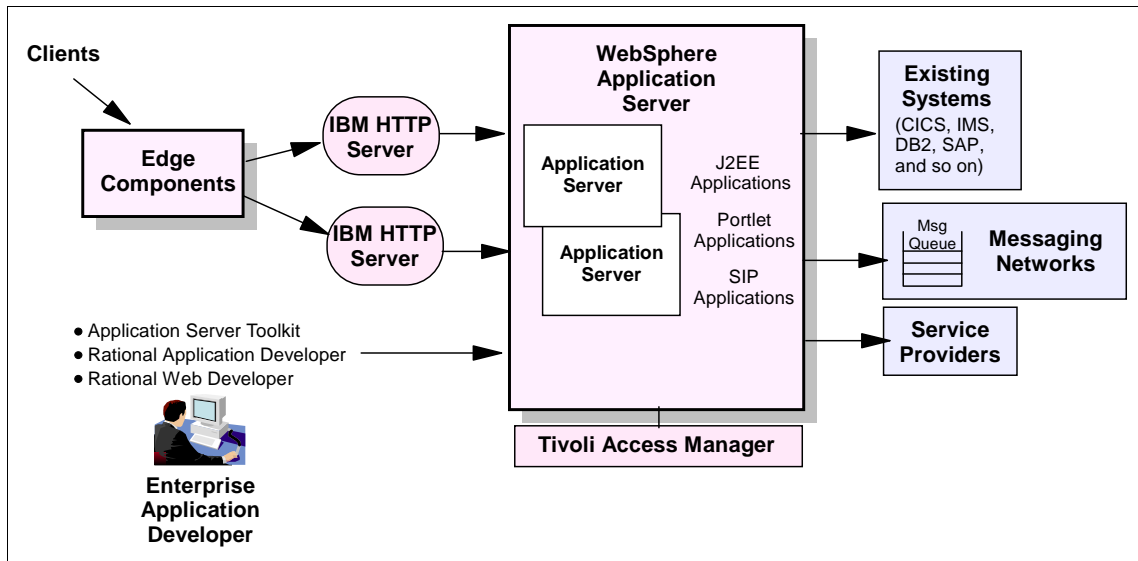 Clients
Edge
Components
IBM HTTP
Server
IBM HTTP
Server
WebSphere
Application
Server
Application
Server
Application
Server
J2EE
Applications
Portlet
Applications
SIP
Applications
Existing
Systems
(CICS, IMS,
DB2, SAP,
and so on)
Msg
Queue
Messaging
Networks
Service
Providers
● Application Server Toolkit
● Rational Application Developer
● Rational Web Developer
Enterprise
Application
Developer
Tivoli Access Manager